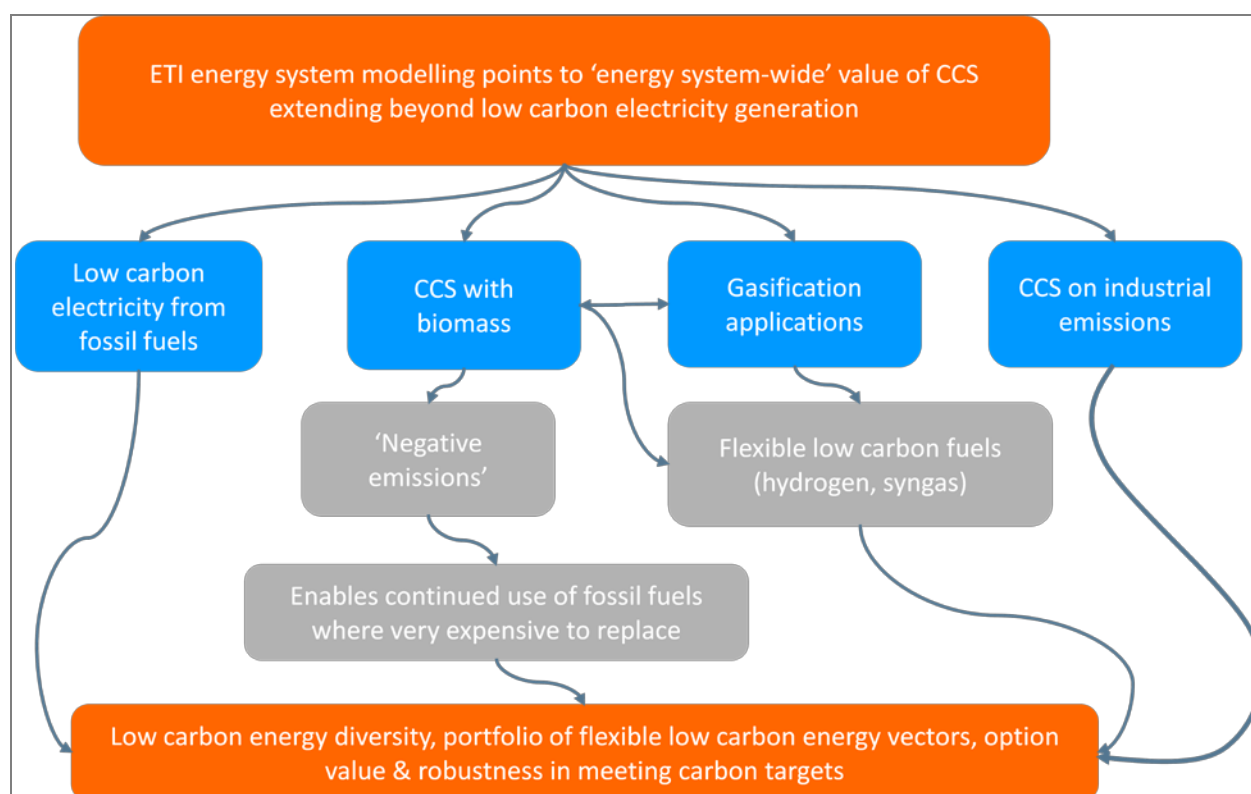 ETI energy system modelling points to ‘energy system-wide’ value of CCS
extending beyond low carbon electricity generation
Low carbon
electricity from
fossil fuels
CCS with
biomass
Gasification
applications
CCS on industrial
emissions
‘Negative
emissions’
Flexible low carbon fuels
(hydrogen, syngas)
Enables continued use of fossil fuels
where very expensive to replace
Low carbon energy diversity, portfolio of flexible low carbon energy vectors, option
value & robustness in meeting carbon targets